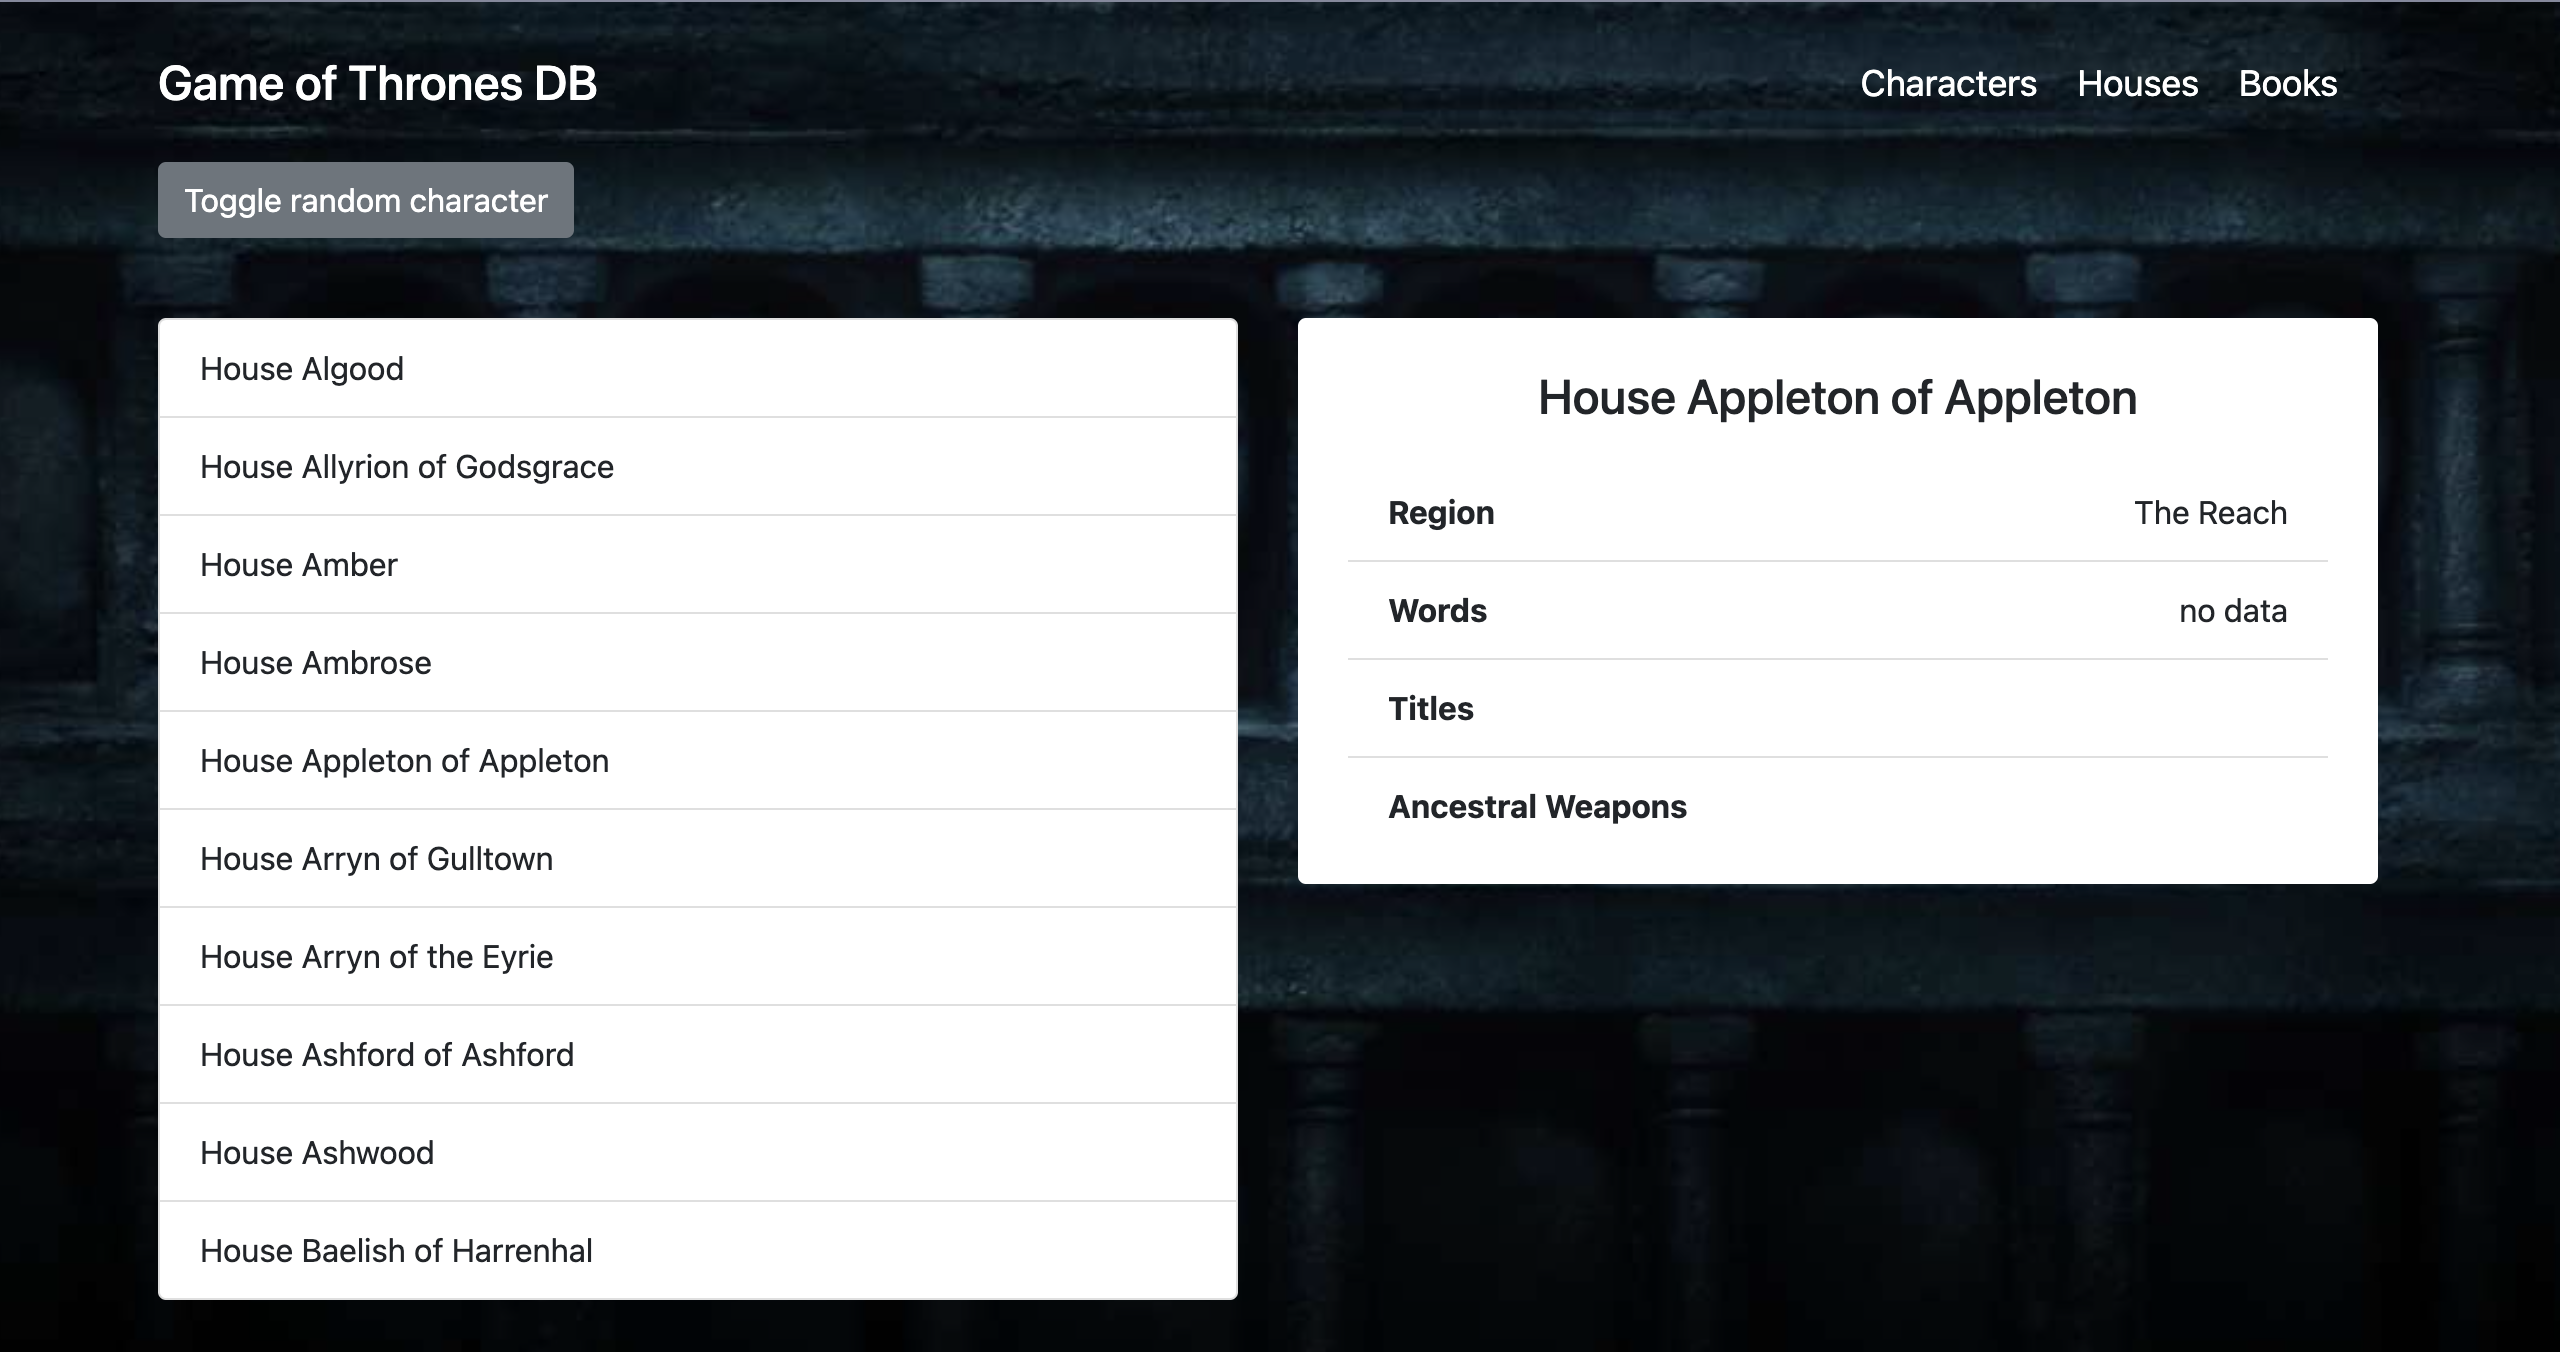 Game of Thrones DB
Characters Houses Books
Toggle random character
House Algood
House Allyrion of Godsgrace
House Amber
House Ambrose
House Appleton of Appleton
House Arryn of Gulltown
House Arryn of the Eyrie
House Ashford of Ashford
House Ashwood
House Baelish of Harrenhal
House Appleton of Appleton
Region The Reach
Words no data
Titles
Ancestral Weapons